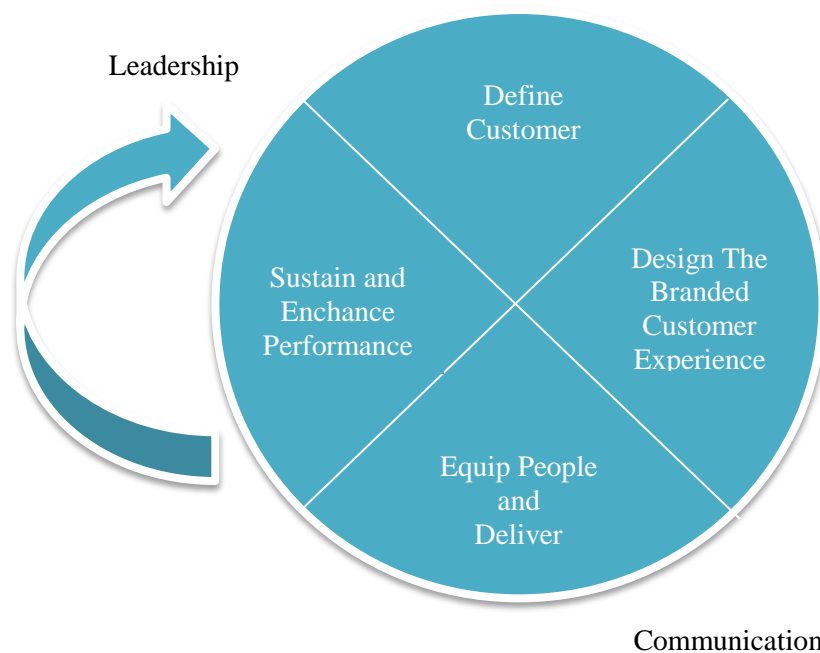 Leadership
Define
Customer
Design The
Branded
Customer
Experience
Sustain and
Enchance
Performance
Equip People
and
Deliver
Communication